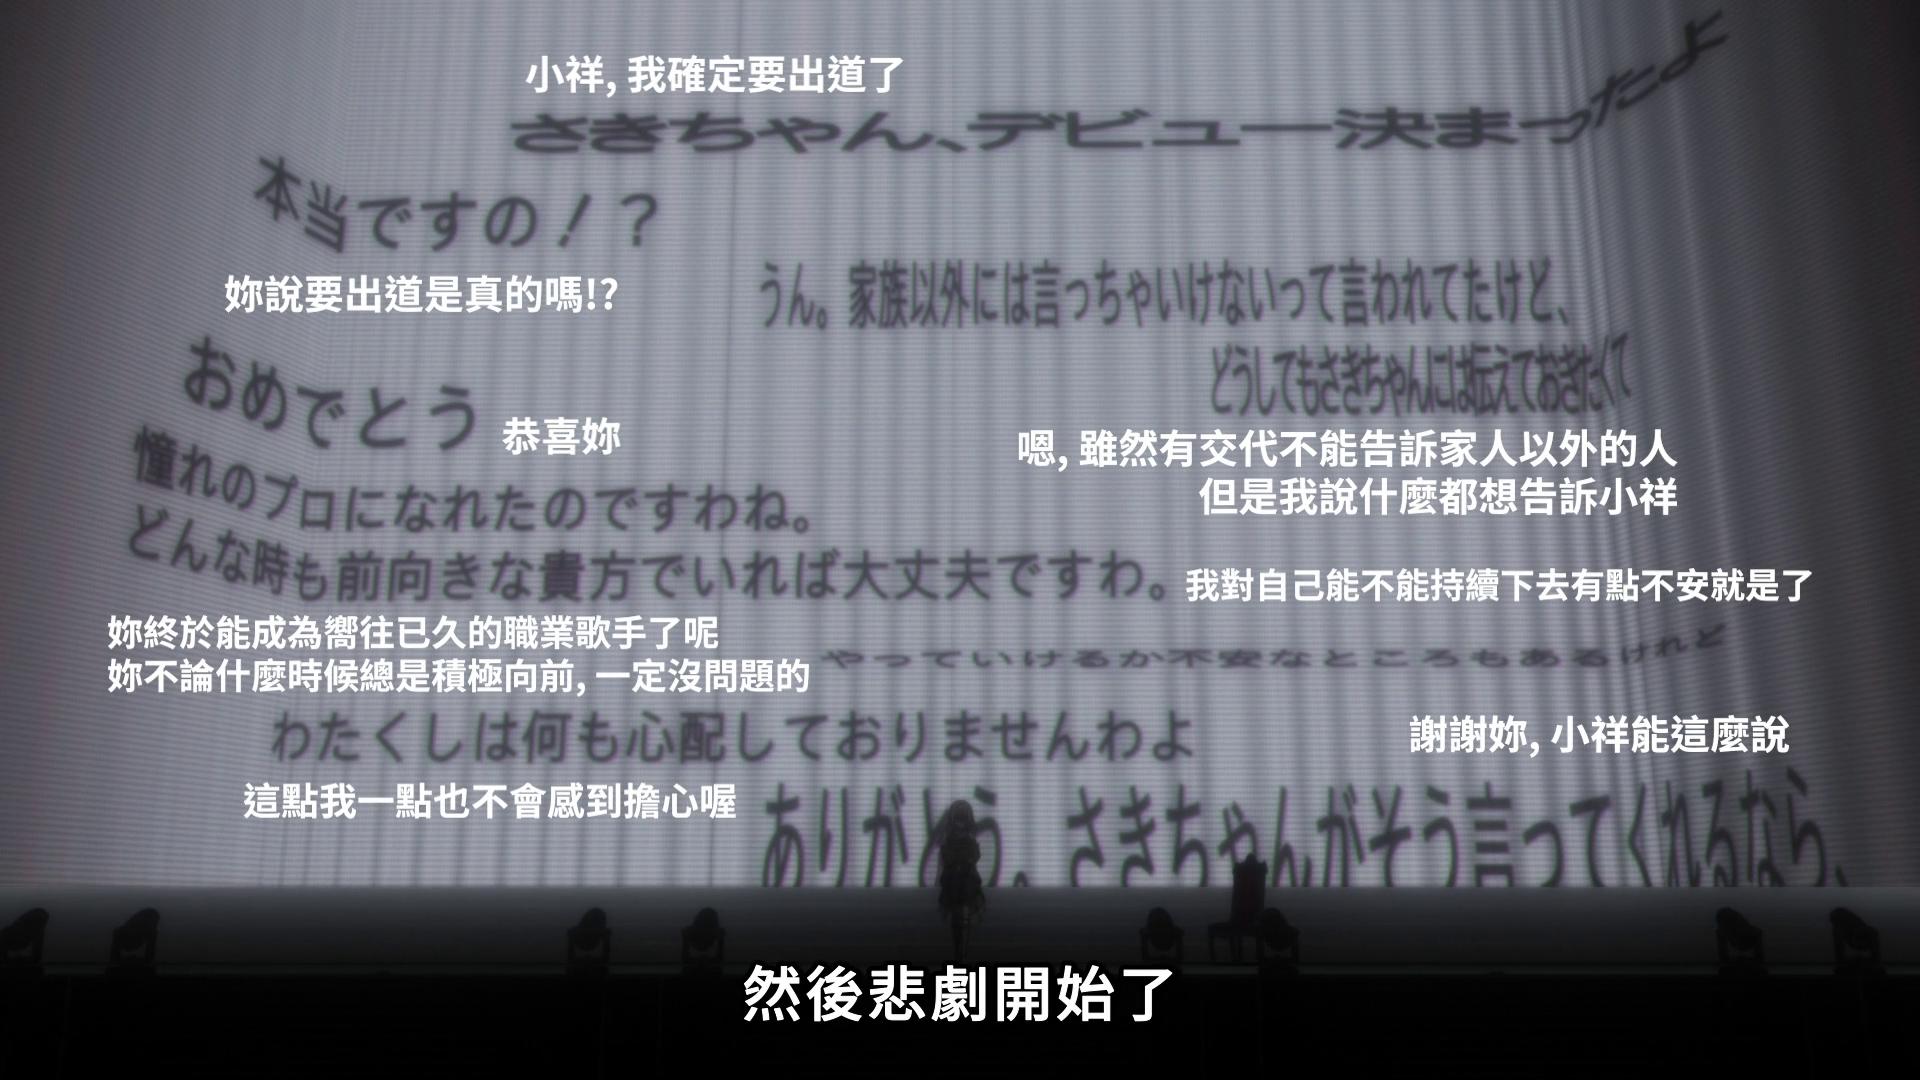 小祥, 我確定要出道了
さきちゃん、デビュー決まったよ
本当ですの！？
妳說要出道是真的嗎!?
うん。家族以外には言っちゃいけないって言われてたけど、
どうしてもさきちゃんには伝えておきたくて
嗯, 雖然有交代不能告訴家人以外的人
但是我說什麼都想告訴小祥
おめでとう
恭喜妳
憧れのプロになれたのですわね。
どんな時も前向きな貴方でいれば大丈夫ですわ。
妳終於能成為嚮往已久的職業歌手了呢
妳不論什麼時候總是積極向前, 一定沒問題的
我對自己能不能持續下去有點不安就是了
やっていけるか不安なところもあるけれど
わたくしは何も心配しておりませんわよ
這點我一點也不會感到擔心喔
謝謝妳, 小祥能這麼說
ありがとう。さきちゃんがそう言ってくれるなら、
然後悲劇開始了